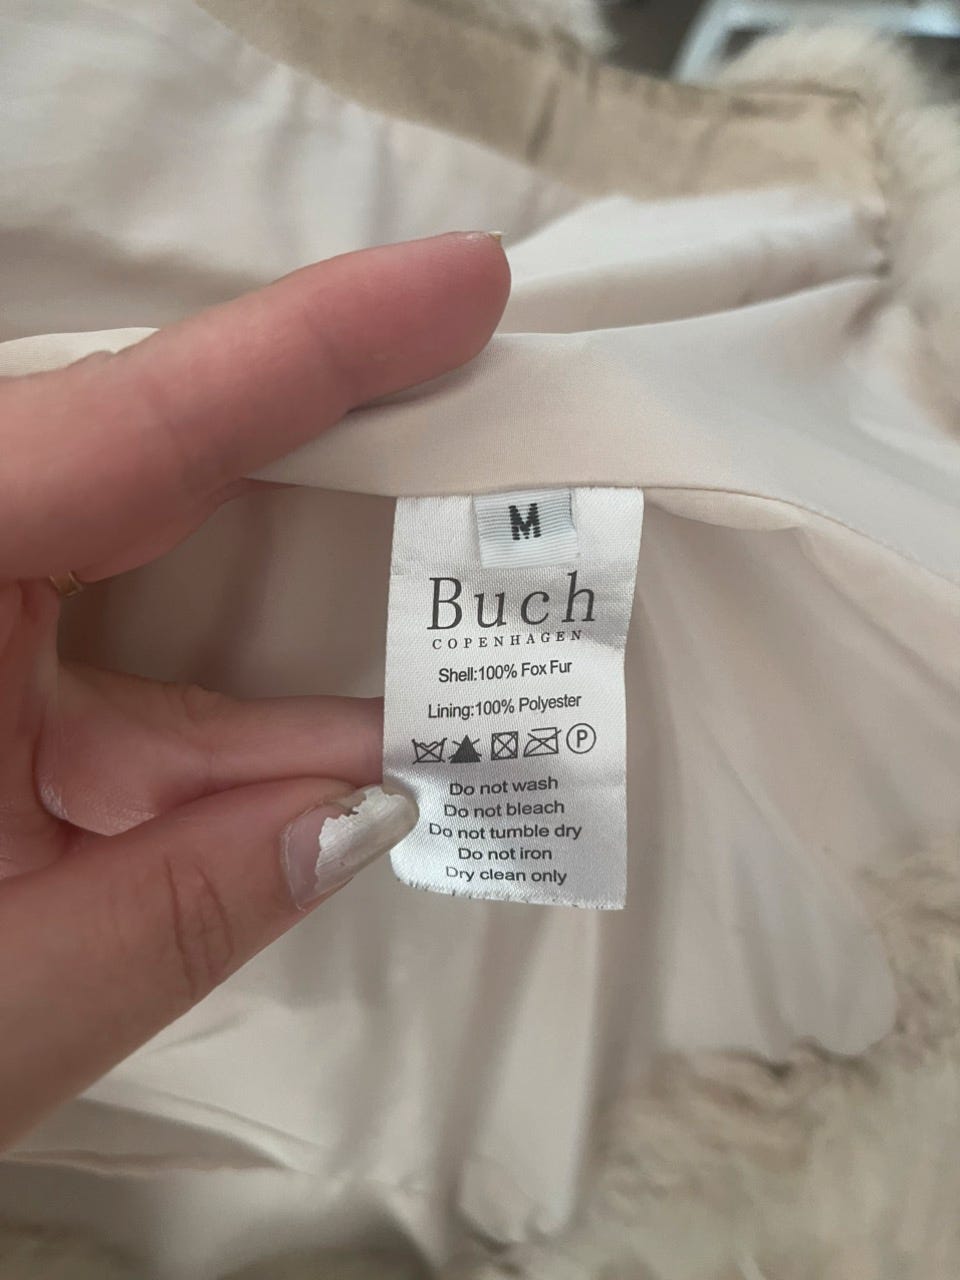 M
Buch
COPENHAGEN
Shell:100% Fox Fur
Lining:100% Polyester
P
Do not wash
Do not bleach
Do not tumble dry
Do not iron
Dry clean only